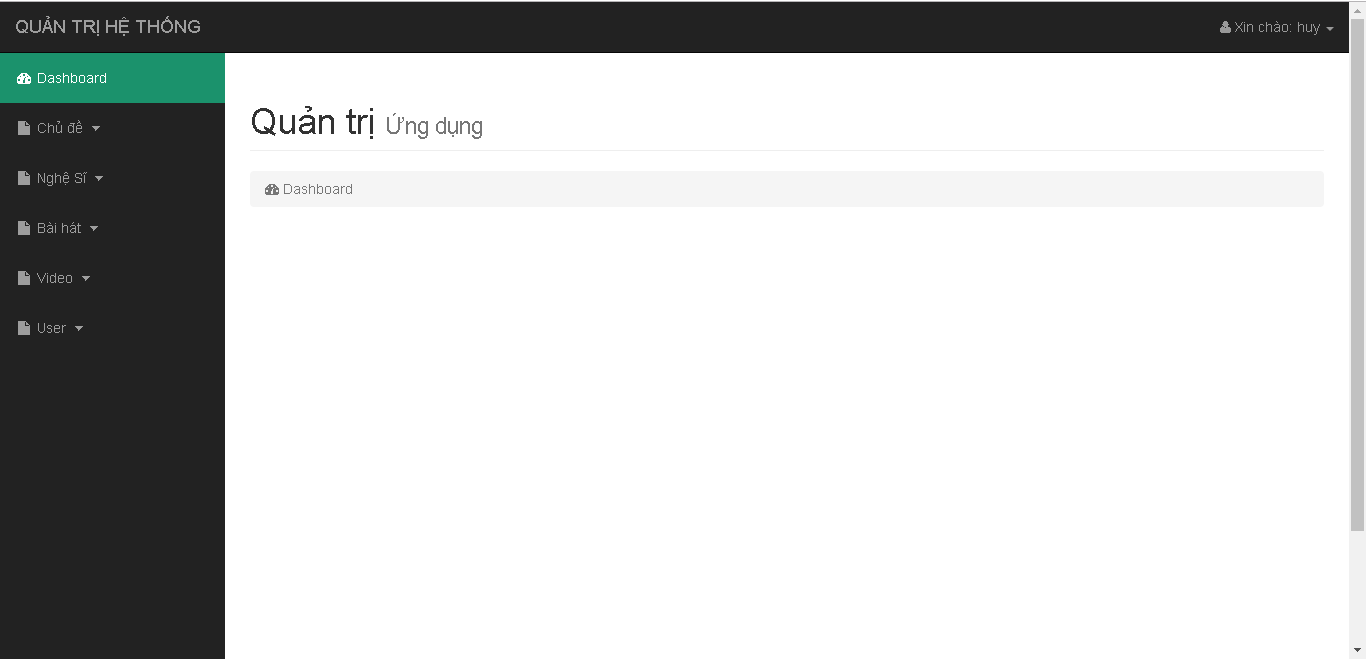 QUẢN TRỊ HỆ THỐNG
Xin chào: huy
Dashboard
Chủ đề
Nghệ Sĩ
Bài hát
Video
User
Quản trị Ứng dụng
Dashboard